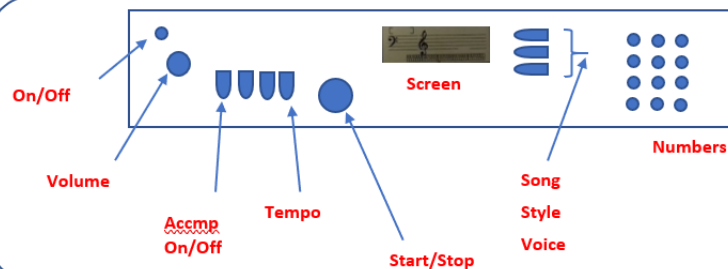 Screen
On/Off
Numbers
Volume
Song
Style
Voice
Tempo
Accmp
On/Off
Start/Stop